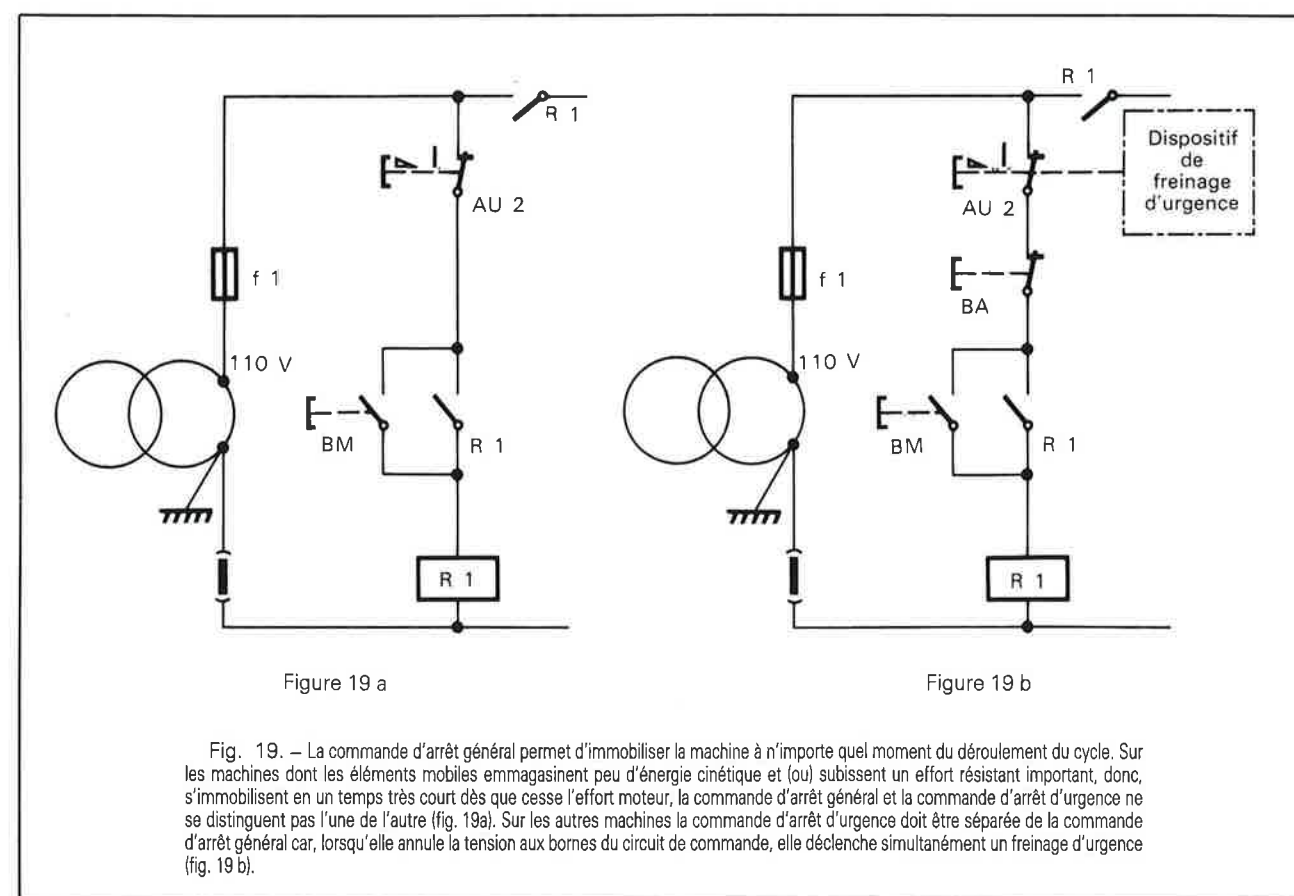 R 1
AU 2
f 1
110 V
BM
R 1
R 1
Figure 19 a
R 1
Dispositif
de
freinage
d'urgence
AU 2
f 1
BA
110 V
BM
R 1
R 1
Figure 19 b
Fig. 19. – La commande d'arrêt général permet d'immobiliser la machine à n'importe quel moment du déroulement du cycle. Sur
les machines dont les éléments mobiles emmagasinent peu d'énergie cinétique et (ou) subissent un effort résistant important, donc,
s'immobilisent en un temps très court dès que cesse l'effort moteur, la commande d'arrêt général et la commande d'arrêt d'urgence ne
se distinguent pas l'une de l'autre (fig. 19a). Sur les autres machines la commande d'arrêt d'urgence doit être séparée de la commande
d'arrêt général car, lorsqu'elle annule la tension aux bornes du circuit de commande, elle déclenche simultanément un freinage d'urgence
(fig. 19 b).